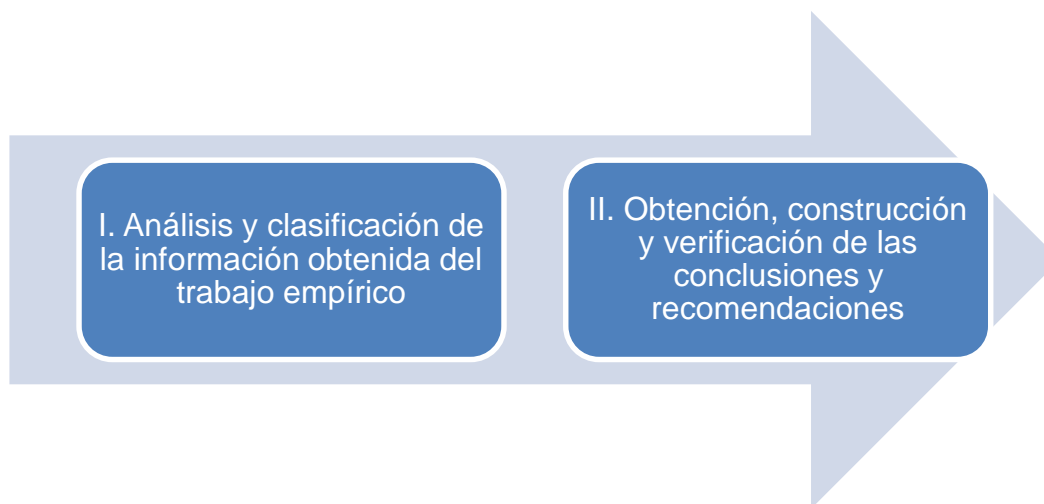 I. Análisis y clasificación de
la información obtenida del
trabajo empírico
II. Obtención, construcción
y verificación de las
conclusiones y
recomendaciones